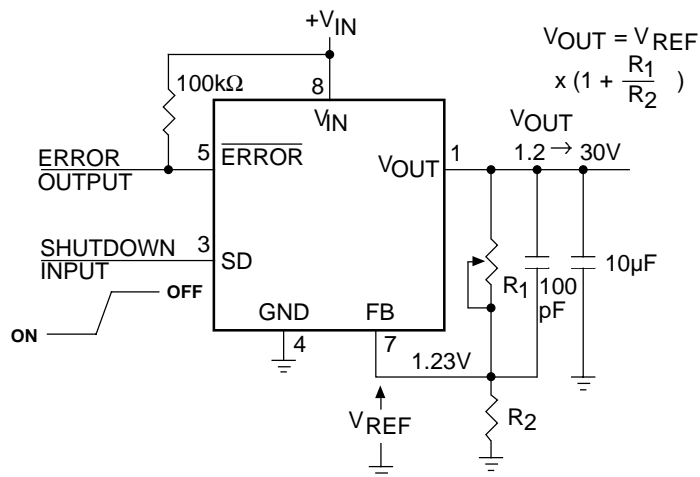 +VIN
VOUT = VREF
x (1 + R1
R2 )
100kΩ
8
VIN
VOUT
1.2 → 30V
ERROR
OUTPUT
5
ERROR
VOUT
1
SHUTDOWN
INPUT
3
SD
R1
100
pF
10µF
ON
OFF
GND
FB
4
7
1.23V
VREF
R2